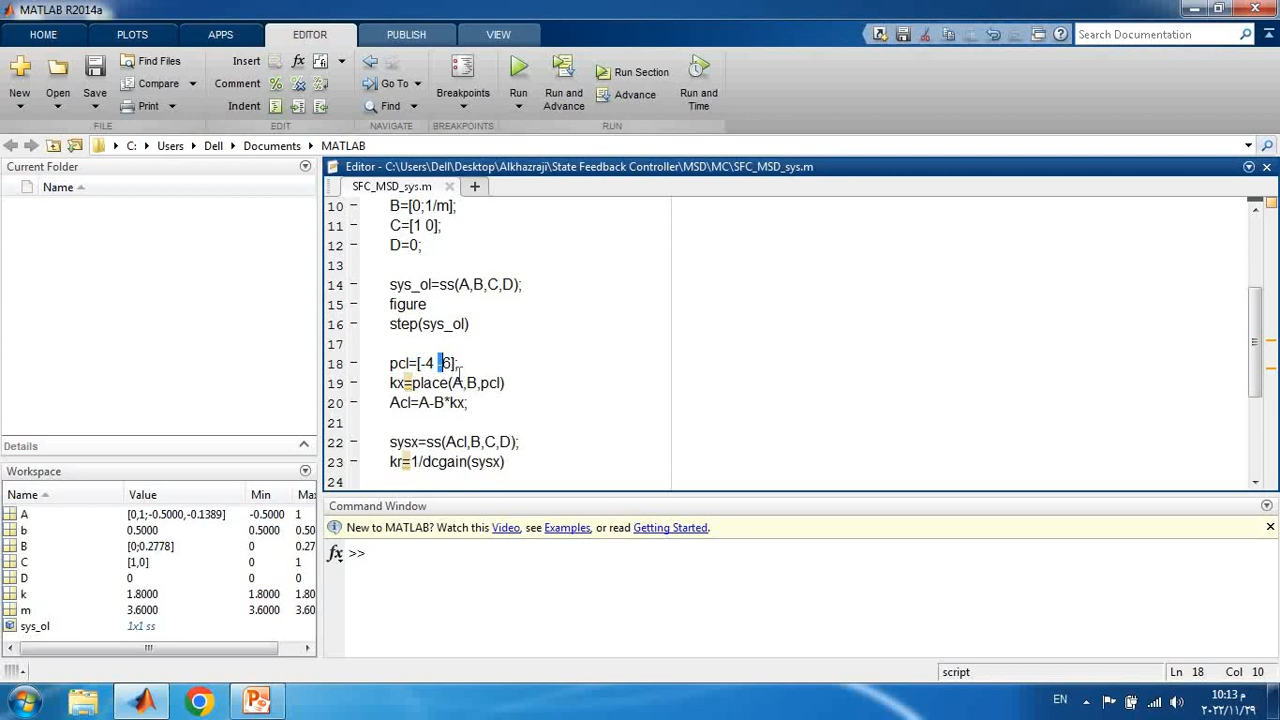 MATLAB R2014a
HOME PLOTS APPS EDITOR PUBLISH VIEW Search Documentation
New Open Save Find Files Compare Print
Insert fx
Comment
Indent
Go To
Find
Breakpoints Run Run and Advance Run Section Advance Run and Time
FILE EDIT NAVIGATE BREAKPOINTS RUN
C: Users Dell Documents MATLAB
Current Folder
Name
Details
Workspace
Name Value Min Max
A [0,1;-0.5000,-0.1389] -0.5000 1
b 0.5000 0.5000 0.50
B [0;0.2778] 0 0.27
C [1,0] 0 1
D 0 0 0
k 1.8000 1.8000 1.80
m 3.6000 3.6000 3.60
sys_ol 1x1 ss
Editor - C:\Users\Dell\Desktop\Alkhazraji\State Feedback Controller\MSD\MC\SFC_MSD_sys.m
SFC_MSD_sys.m
10 – B=[0;1/m];
11 – C=[1 0];
12 – D=0;
13
14 – sys_ol=ss(A,B,C,D);
15 – figure
16 – step(sys_ol)
17
18 – pcl=[-4 -6];
19 – kx=place(A,B,pcl)
20 – Acl=A-B*kx;
21
22 – sysx=ss(Acl,B,C,D);
23 – kr=1/dcgain(sysx)
24
Command Window
New to MATLAB? Watch this Video, see Examples, or read Getting Started.
fx >>
script Ln 18 Col 10
EN
10:13 م
٢٠٢٢/١١/٢٩